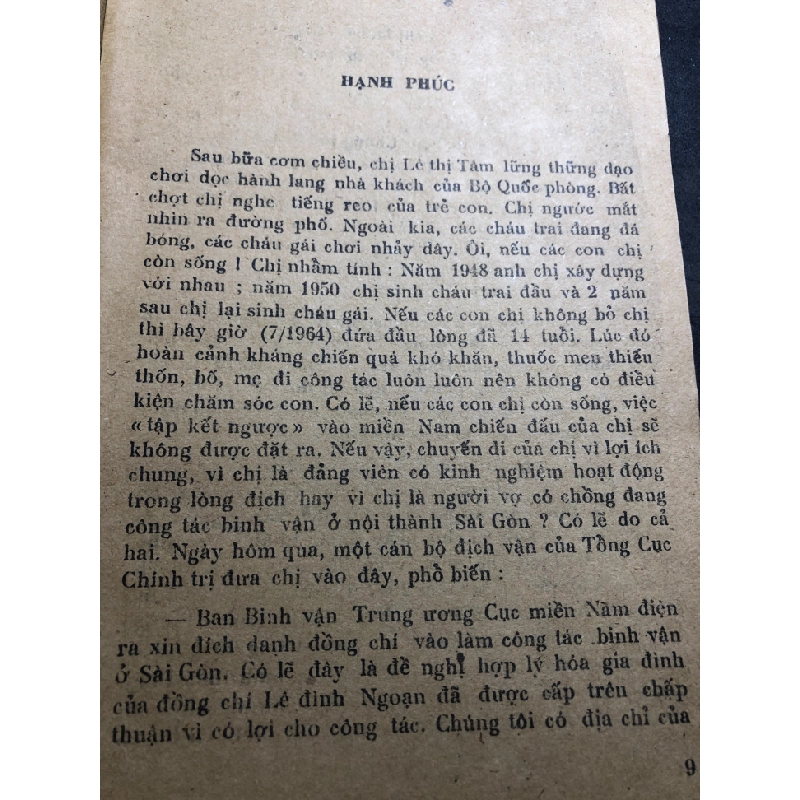 HẠNH PHÚC
Sau bữa cơm chiều, chị Lê thị Tâm lững thững dạo
chơi dọc hành lang nhà khách của Bộ Quốc phòng. Bất
chợt chị nghe tiếng reo của trẻ con. Chị ngước mắt
nhìn ra đường phố. Ngoài kia, các cháu trai đang đá
bóng, các cháu gái chơi nhảy dây. Ôi, nếu các con chị
còn sống ! Chị nhầm tính : Năm 1948 anh chị xây dựng
với nhau ; năm 1950 chị sinh cháu trai đầu và 2 năm
sau chị lại sinh cháu gái. Nếu các con chị không bỏ chị
thì bây giờ (7/1964) đứa đầu lòng đã 14 tuổi. Lúc đó
hoàn cảnh kháng chiến quá khó khăn, thuốc men thiếu
thốn, bố, mẹ đi công tác luôn luôn nên không có điều
kiện chăm sóc con. Có lẽ, nếu các con chị còn sống, việc
«tập kết ngược» vào miền Nam chiến đấu của chị sẽ
không được đặt ra. Nếu vậy, chuyến đi của chị vì lợi ích
chung, vì chị là đảng viên có kinh nghiệm hoạt động
trong lòng địch hay vì chị là người vợ có chồng đang
công tác binh vận ở nội thành Sài Gòn ? Có lẽ do cả
hai. Ngày hôm qua, một cán bộ địch vận của Tổng Cục
Chính trị đưa chị vào đây, phổ biến :
— Ban Binh vận Trung ương Cục miền Nam điện
ra xin đích danh đồng chí vào làm công tác binh vận
ở Sài Gòn. Có lẽ đây là đề nghị hợp lý hóa gia đình
của đồng chí Lê đình Ngoạn đã được cấp trên chấp
thuận vì có lợi cho công tác. Chúng tôi có địa chỉ của
9